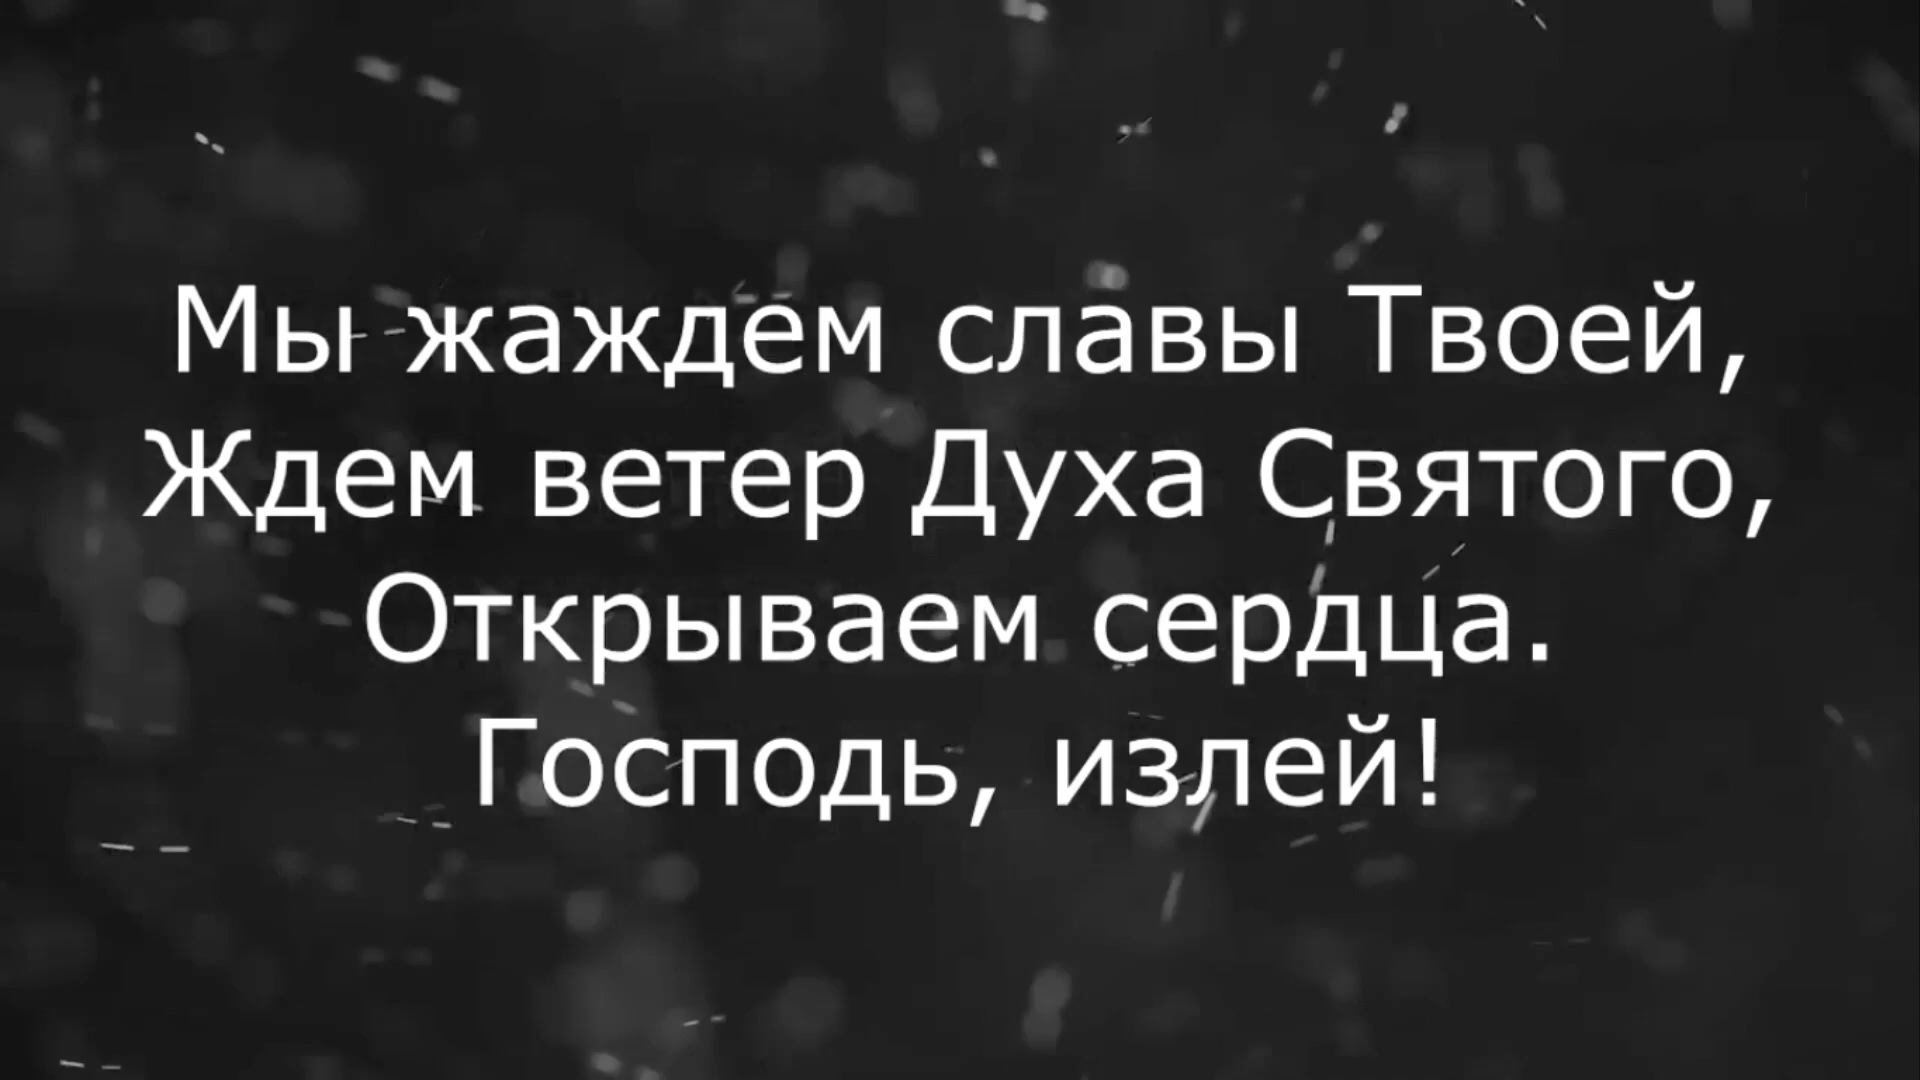 Мы жаждем славы Твоей,
Ждем ветер Духа Святого,
Открываем сердца.
Господь, излей!